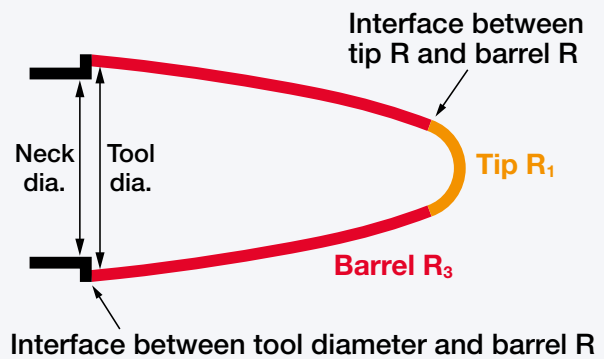 Interface between
tip R and barrel R
Neck
dia.
Tool
dia.
Tip R₁
Barrel R₃
Interface between tool diameter and barrel R